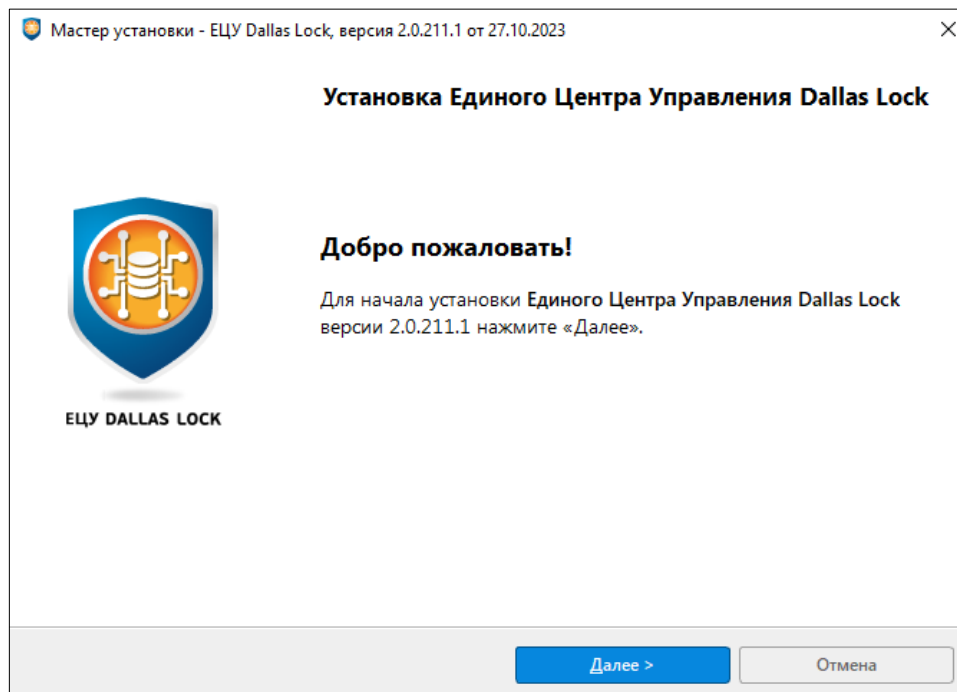 Мастер установки - ЕЦУ Dallas Lock, версия 2.0.211.1 от 27.10.2023
Установка Единого Центра Управления Dallas Lock
Добро пожаловать!
Для начала установки Единого Центра Управления Dallas Lock
версии 2.0.211.1 нажмите «Далее».
ЕЦУ DALLAS LOCK
Далее >
Отмена